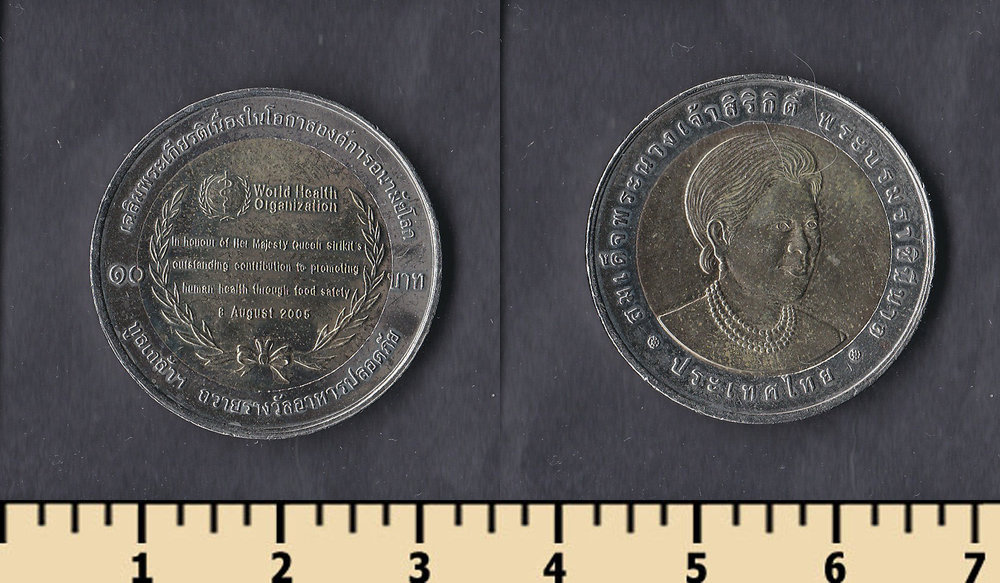 เฉลิมพระเกียรติเนื่องในโอกาสองค์การอนามัยโลก
World Health
Organization
In honour of Her Majesty Queen Sirikit's
outstanding contribution to promoting
human health through food safety
8 August 2005
๑๐ บาท
ทูลเกล้าฯ ถวายรางวัลอาหารปลอดภัย
สมเด็จพระนางเจ้าสิริกิติ์ พระบรมราชินีนาถ
ประเทศไทย
1 2 3 4 5 6 7